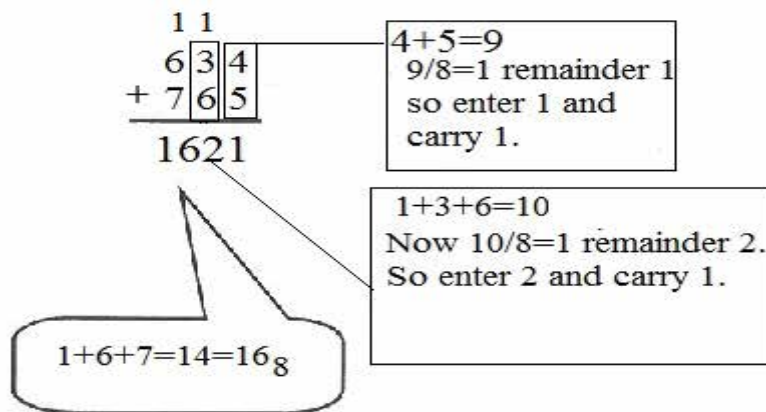 1 1
6 3 4
+ 7 6 5
1621
4+5=9
9/8=1 remainder 1
so enter 1 and
carry 1.
1+3+6=10
Now 10/8=1 remainder 2.
So enter 2 and carry 1.
1+6+7=14=16₈